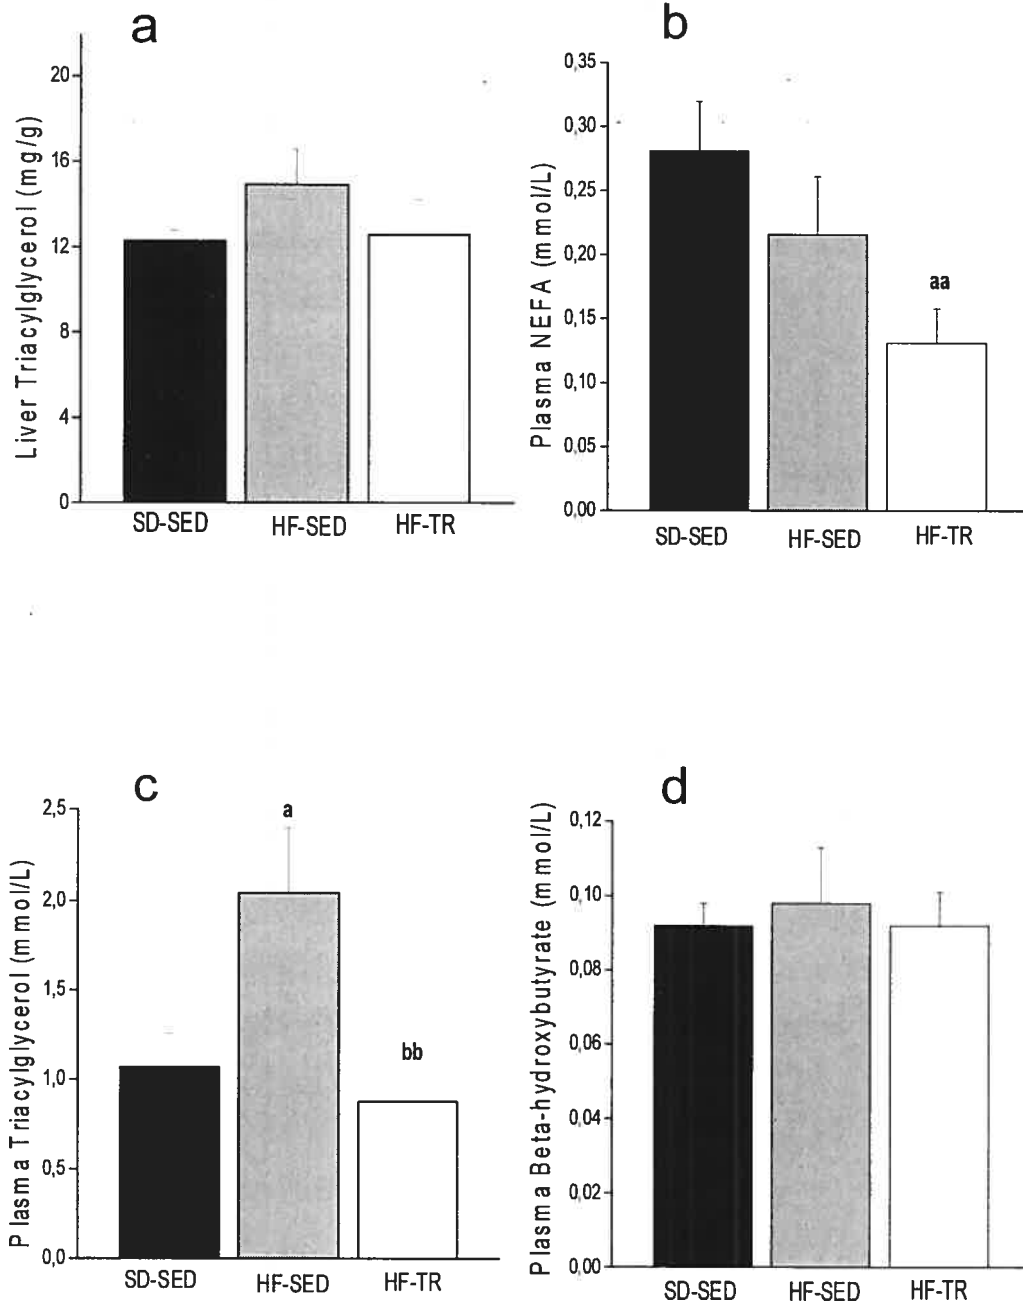 a
Liver Triacylglycerol (mg/g)
20
16
12
8
4
0
SD-SED
HF-SED
HF-TR
b
Plasma NEFA (mmol/L)
0,35
0,30
0,25
0,20
0,15
0,10
0,05
0,00
aa
SD-SED
HF-SED
HF-TR
c
Plasma Triacylglycerol (mmol/L)
2,5
2,0
1,5
1,0
0,5
0,0
a
bb
SD-SED
HF-SED
HF-TR
d
Plasma Beta-hydroxybutyrate (mmol/L)
0,12
0,10
0,08
0,06
0,04
0,02
0,00
SD-SED
HF-SED
HF-TR